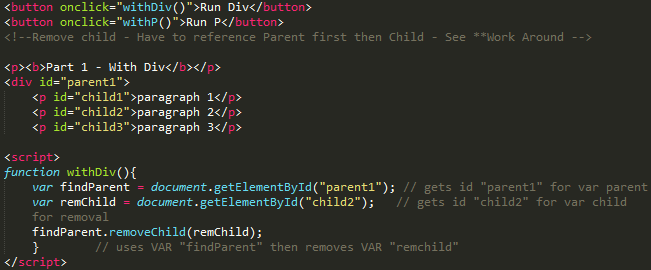 <button onclick="withDiv()">Run Div</button>
<button onclick="withP()">Run P</button>
<!--Remove child - Have to reference Parent first then Child - See **Work Around -->
<p><b>Part 1 - With Div</b></p>
<div id="parent1">
<p id="child1">paragraph 1</p>
<p id="child2">paragraph 2</p>
<p id="child3">paragraph 3</p>
<script>
function withDiv(){
var findParent = document.getElementById("parent1"); // gets id "parent1" for var parent
var remChild = document.getElementById("child2"); // gets id "child2" for var child
for removal
findParent.removeChild(remChild);
} // uses VAR "findParent" then removes VAR "remchild"
</script>